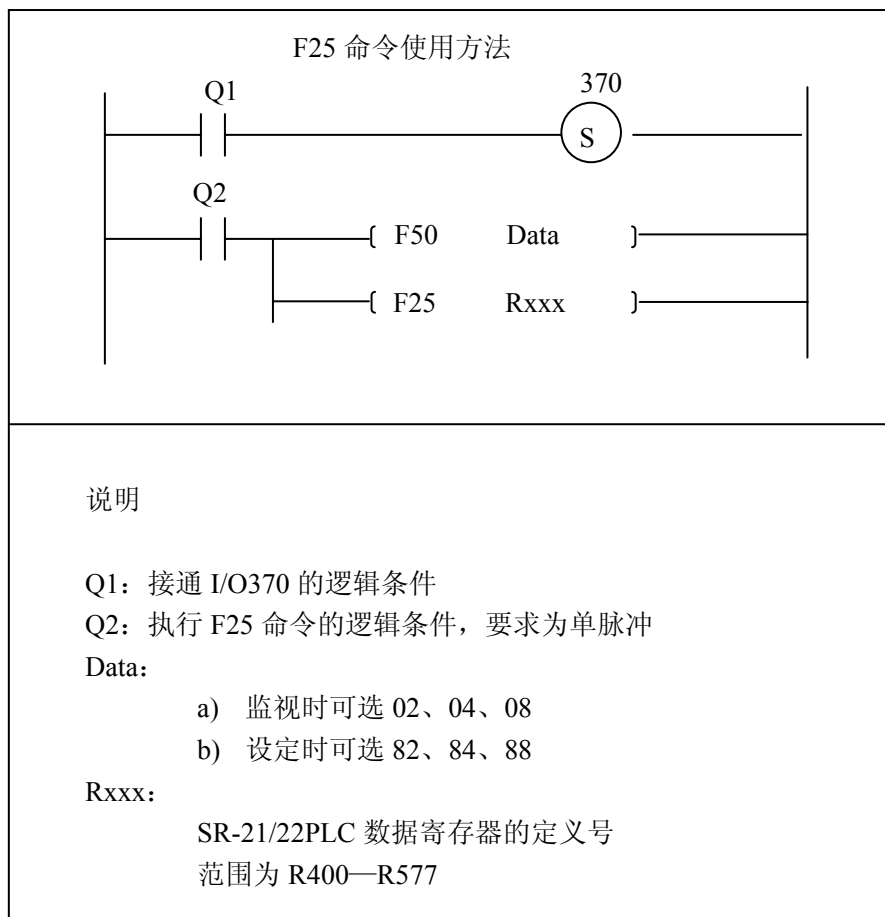 F25 命令使用方法
Q1
370
S
Q2
F50 Data
F25 Rxxx
说明
Q1：接通 I/O370 的逻辑条件
Q2：执行 F25 命令的逻辑条件，要求为单脉冲
Data：
a) 监视时可选 02、04、08
b) 设定时可选 82、84、88
Rxxx：
SR-21/22PLC 数据寄存器的定义号
范围为 R400—R577